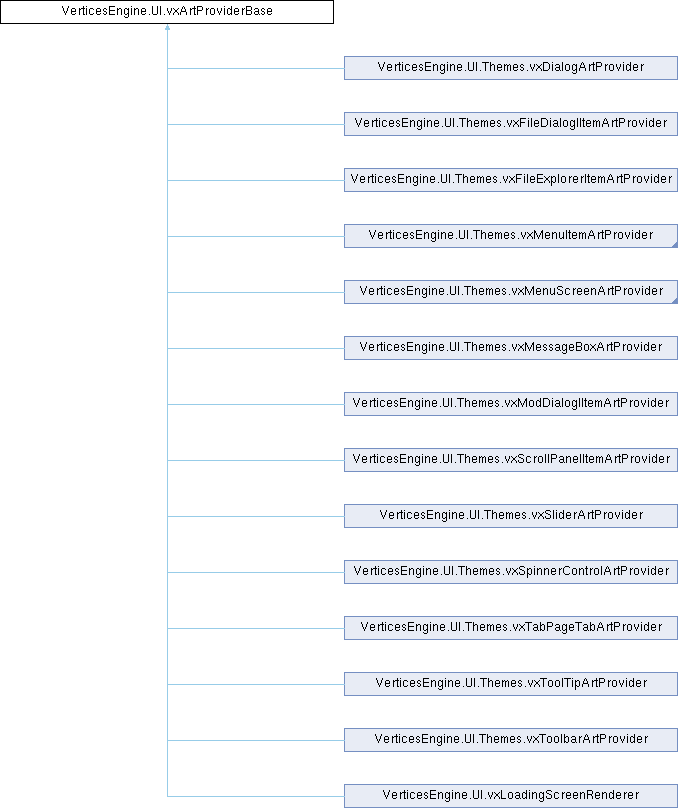 VerticesEngine.UI.vxArtProviderBase
VerticesEngine.UI.Themes.vxDialogArtProvider
VerticesEngine.UI.Themes.vxFileDialogIItemArtProvider
VerticesEngine.UI.Themes.vxFileExplorerItemArtProvider
VerticesEngine.UI.Themes.vxMenuItemArtProvider
VerticesEngine.UI.Themes.vxMenuScreenArtProvider
VerticesEngine.UI.Themes.vxMessageBoxArtProvider
VerticesEngine.UI.Themes.vxModDialogIItemArtProvider
VerticesEngine.UI.Themes.vxScrollPanelItemArtProvider
VerticesEngine.UI.Themes.vxSliderArtProvider
VerticesEngine.UI.Themes.vxSpinnerControlArtProvider
VerticesEngine.UI.Themes.vxTabPageTabArtProvider
VerticesEngine.UI.Themes.vxToolTipArtProvider
VerticesEngine.UI.Themes.vxToolbarArtProvider
VerticesEngine.UI.vxLoadingScreenRenderer